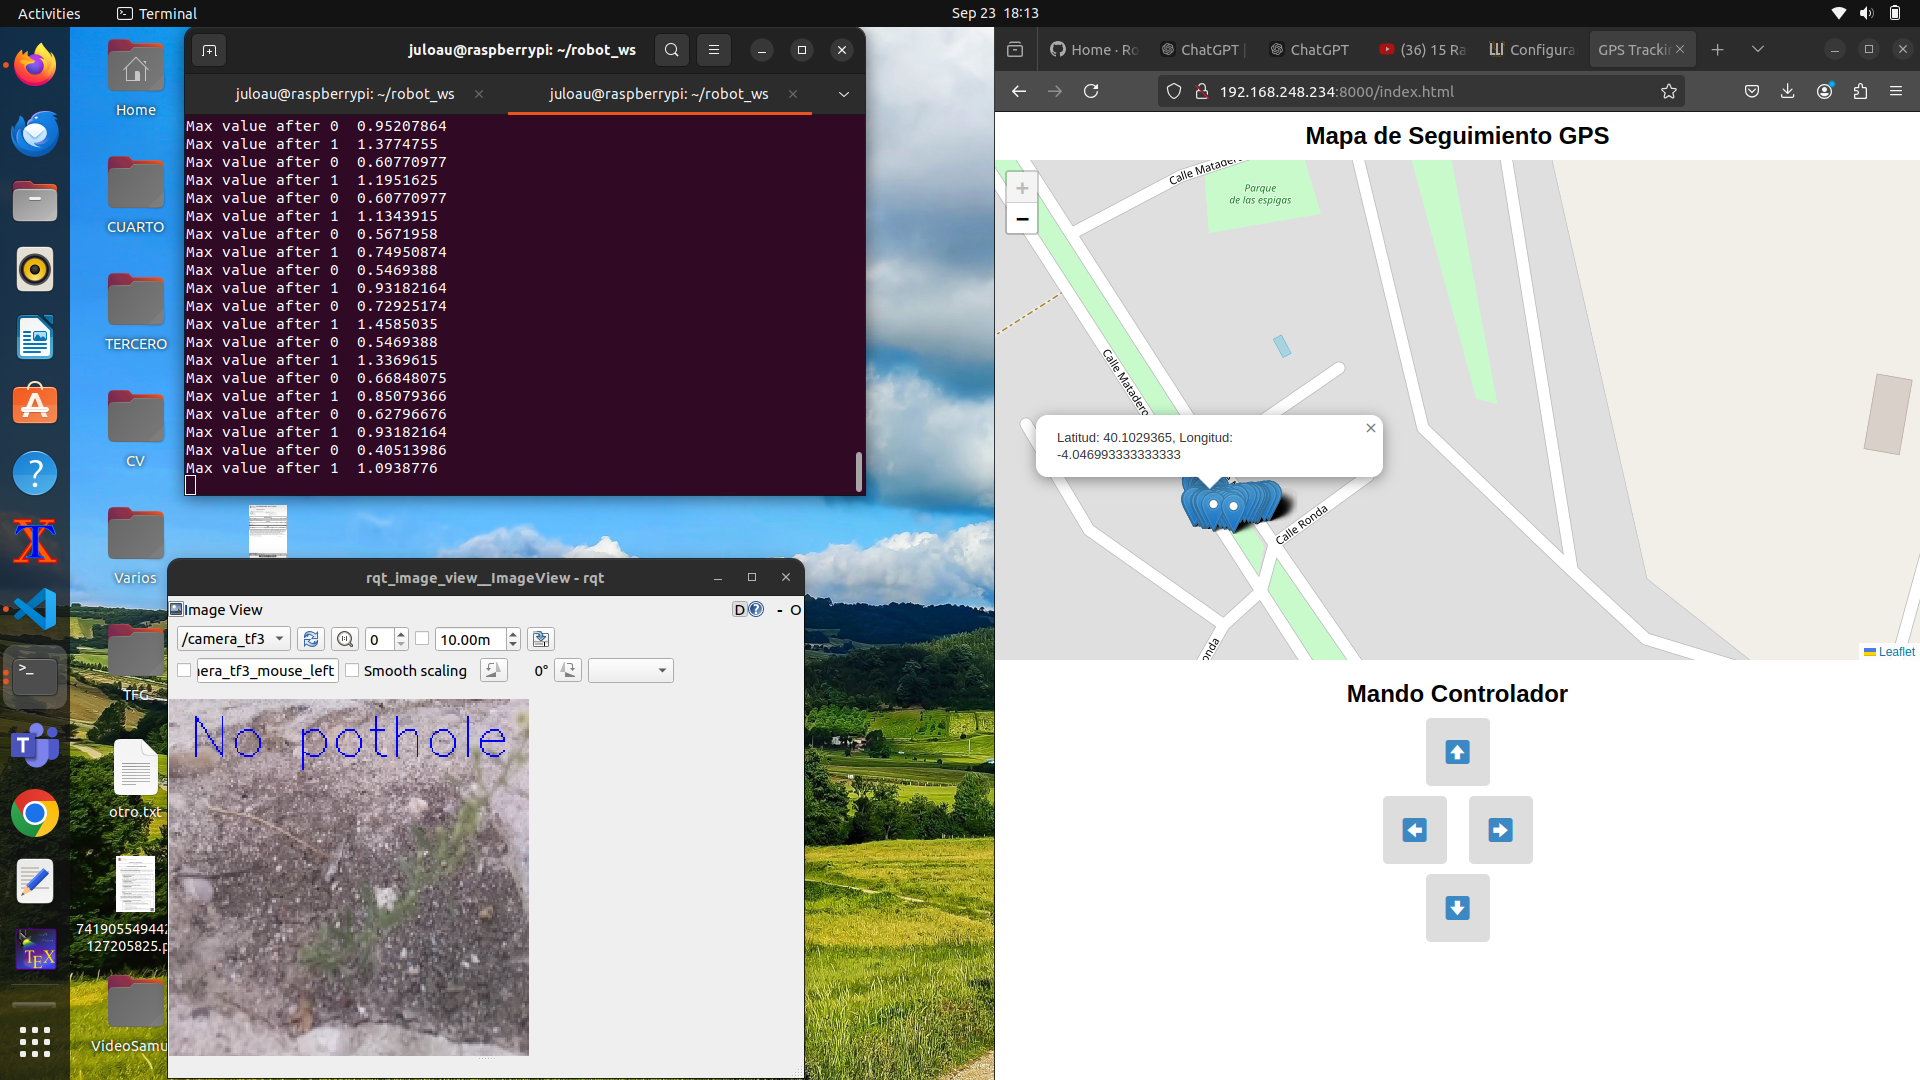 Activities
Terminal
Sep 23 18:13
Home
CUARTO
TERCERO
CV
Varios
TFG
otro.txt
74190554944
127205825.p
VideoSamu
juloau@raspberrypi: ~/robot_ws
juloau@raspberrypi: ~/robot_ws
juloau@raspberrypi: ~/robot_ws
Max value after 0 0.95207864
Max value after 1 1.3774755
Max value after 0 0.60770977
Max value after 1 1.1951625
Max value after 0 0.60770977
Max value after 1 1.1343915
Max value after 0 0.5671958
Max value after 1 0.74950874
Max value after 0 0.5469388
Max value after 1 0.93182164
Max value after 0 0.72925174
Max value after 1 1.4585035
Max value after 0 0.5469388
Max value after 1 1.3369615
Max value after 0 0.66848075
Max value after 1 0.85079366
Max value after 0 0.62796676
Max value after 1 0.93182164
Max value after 0 0.40513986
Max value after 1 1.0938776
rqt_image_view__ImageView - rqt
Image View
D
- O
/camera_tf3
0
10.00m
era_tf3_mouse_left
Smooth scaling
0°
No pothole
Home · Ro
ChatGPT |
ChatGPT
(36) 15 Ra
Configura
GPS Trackin
192.168.248.234:8000/index.html
Mapa de Seguimiento GPS
+
−
Calle Matadero
Parque
de las espigas
Calle Matadero
Latitud: 40.1029365, Longitud:
-4.046993333333333
Calle Ronda
onda
Leaflet
Mando Controlador